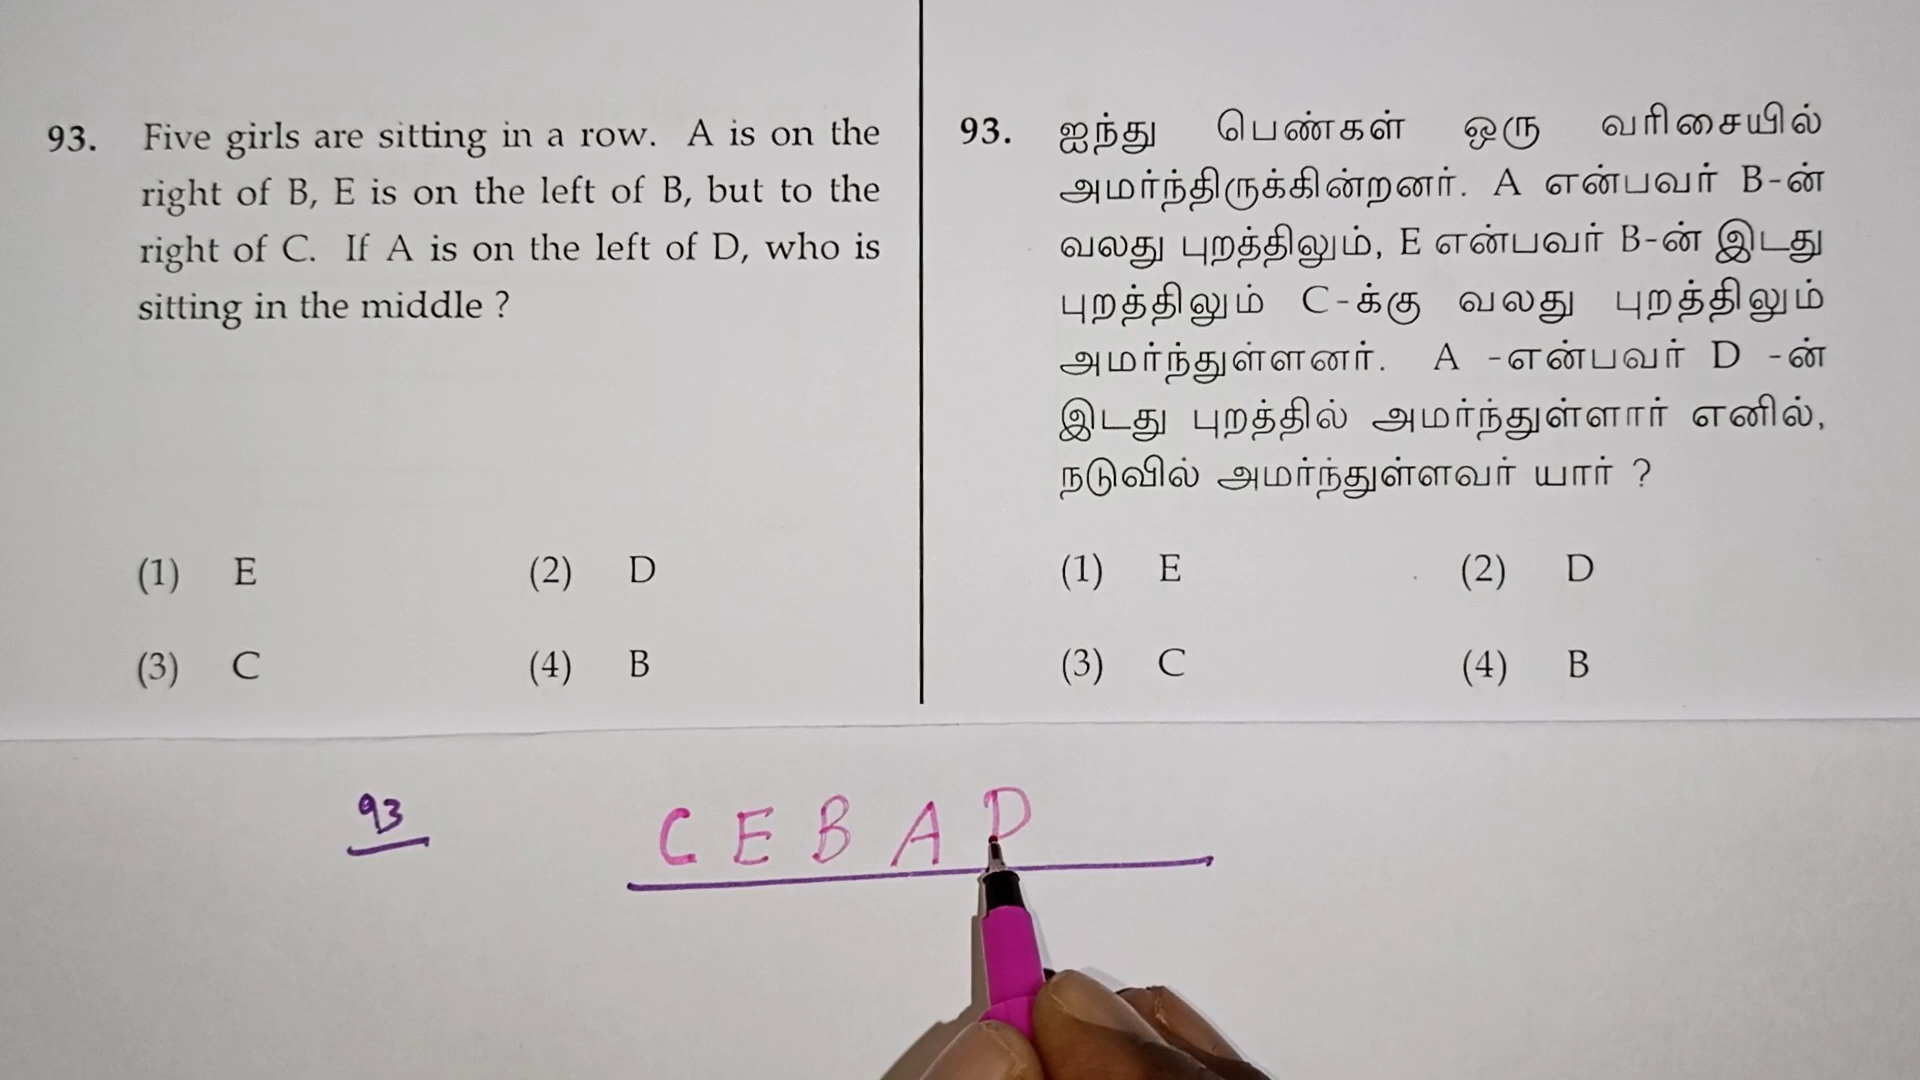 93. Five girls are sitting in a row. A is on the
right of B, E is on the left of B, but to the
right of C. If A is on the left of D, who is
sitting in the middle ?
(1) E (2) D
(3) C (4) B
93. ஐந்து பெண்கள் ஒரு வரிசையில்
அமர்ந்திருக்கின்றனர். A என்பவர் B-ன்
வலது புறத்திலும், E என்பவர் B-ன் இடது
புறத்திலும் C-க்கு வலது புறத்திலும்
அமர்ந்துள்ளனர். A -என்பவர் D -ன்
இடது புறத்தில் அமர்ந்துள்ளார் எனில்,
நடுவில் அமர்ந்துள்ளவர் யார் ?
(1) E (2) D
(3) C (4) B
93 C E B A D